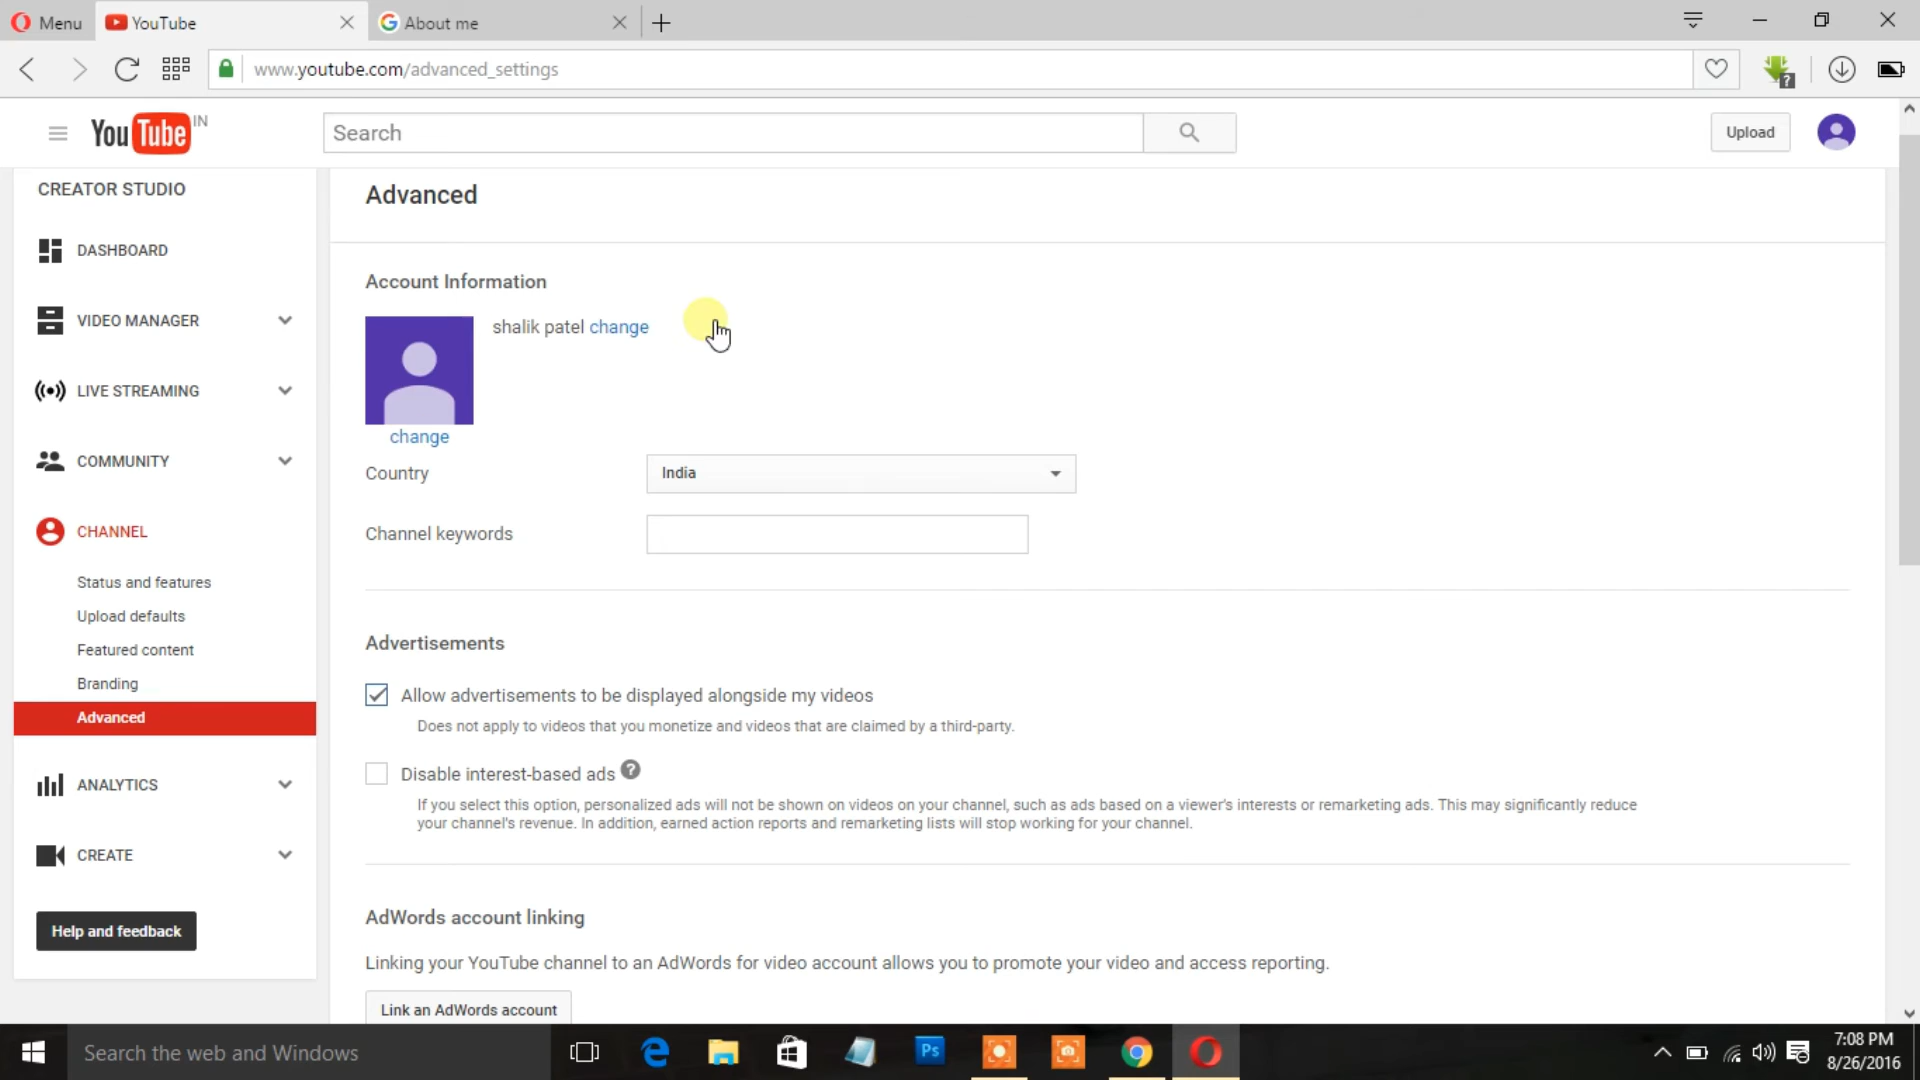 Menu
YouTube
About me
www.youtube.com/advanced_settings
YouTube IN
Search
Upload
CREATOR STUDIO
DASHBOARD
VIDEO MANAGER
LIVE STREAMING
COMMUNITY
CHANNEL
Status and features
Upload defaults
Featured content
Branding
Advanced
ANALYTICS
CREATE
Help and feedback
Advanced
Account Information
shalik patel change
change
Country
India
Channel keywords
Advertisements
Allow advertisements to be displayed alongside my videos
Does not apply to videos that you monetize and videos that are claimed by a third-party.
Disable interest-based ads ?
If you select this option, personalized ads will not be shown on videos on your channel, such as ads based on a viewer's interests or remarketing ads. This may significantly reduce
your channel's revenue. In addition, earned action reports and remarketing lists will stop working for your channel.
AdWords account linking
Linking your YouTube channel to an AdWords for video account allows you to promote your video and access reporting.
Link an AdWords account
Search the web and Windows
Ps
7:08 PM
8/26/2016